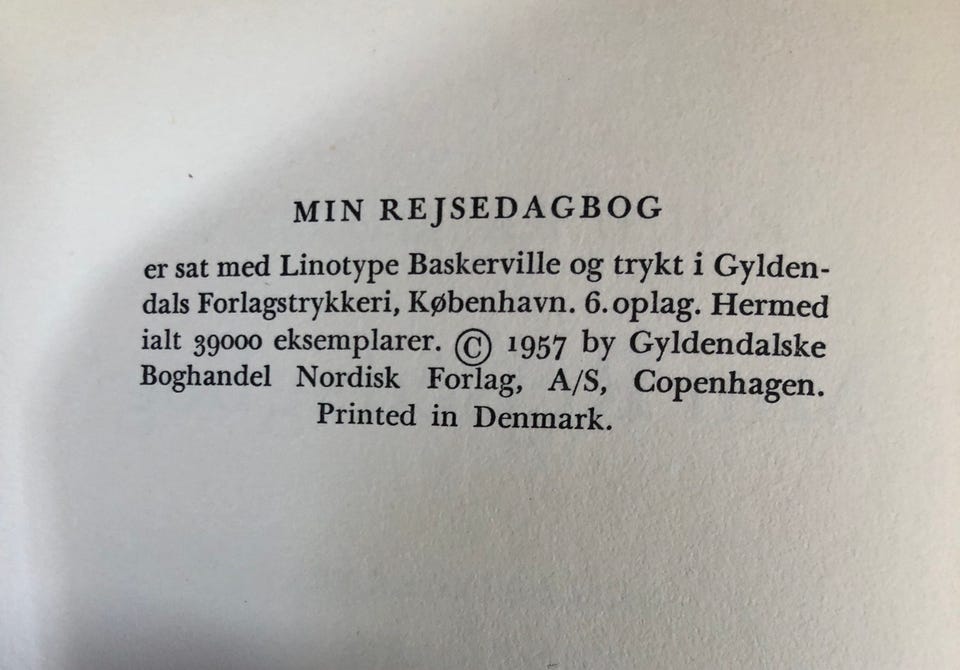 MIN REJSEDAGBOG
er sat med Linotype Baskerville og trykt i Gylden-
dals Forlagstrykkeri, København. 6. oplag. Hermed
ialt 39000 eksemplarer. © 1957 by Gyldendalske
Boghandel Nordisk Forlag, A/S, Copenhagen.
Printed in Denmark.